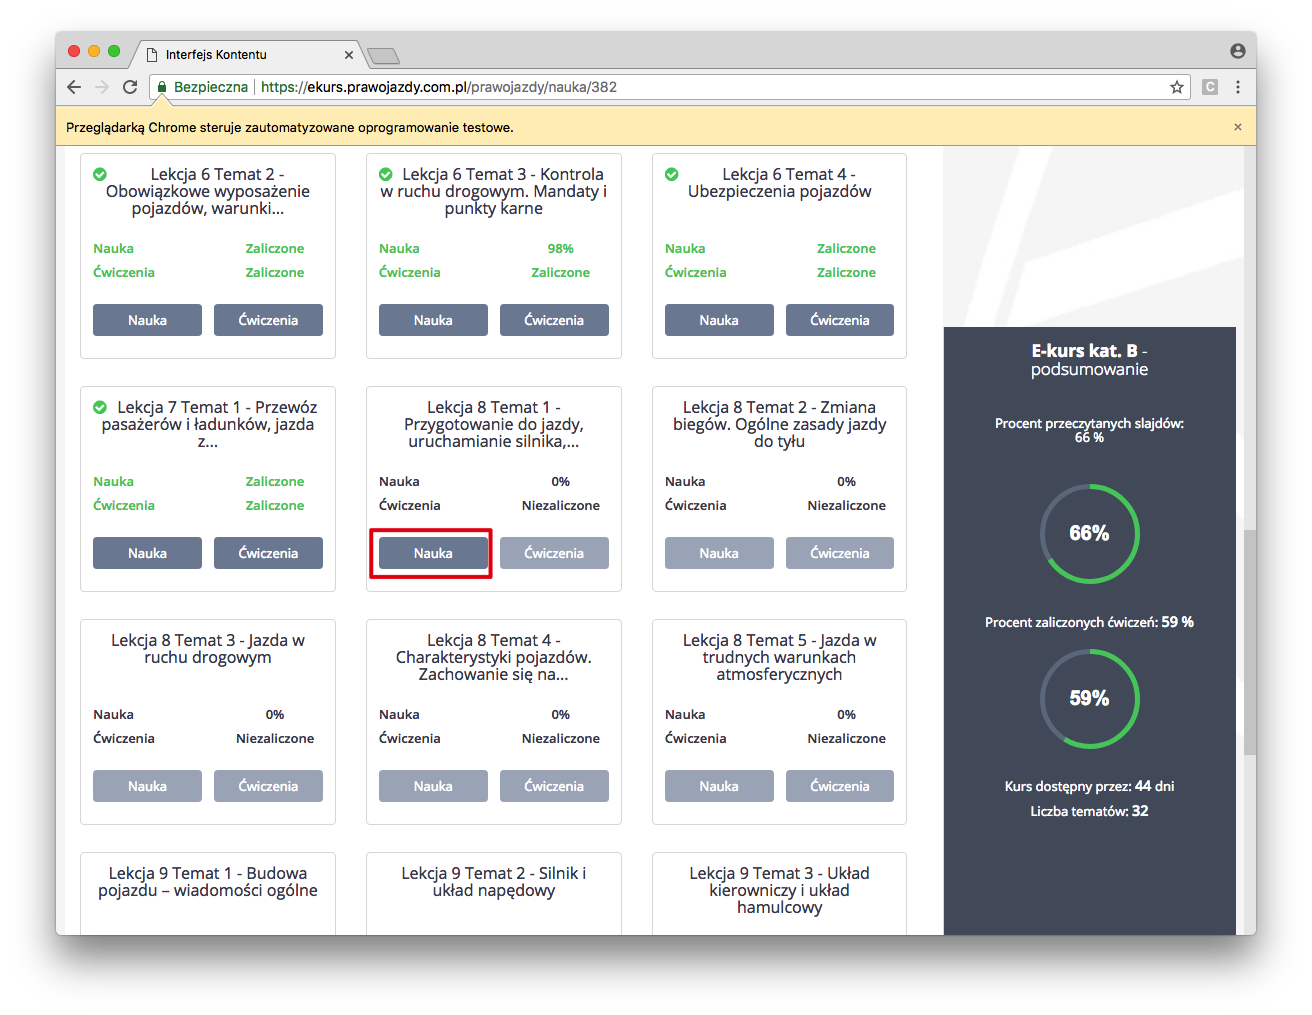 Interfejs Kontentu
Bezpieczna
https://ekurs.prawojazdy.com.pl/prawojazdy/nauka/382
C
Przeglądarką Chrome steruje zautomatyzowane oprogramowanie testowe.
Lekcja 6 Temat 2 -
Obowiązkowe wyposażenie
pojazdów, warunki...
Nauka Zaliczone
Ćwiczenia Zaliczone
Nauka Ćwiczenia
Lekcja 6 Temat 3 - Kontrola
w ruchu drogowym. Mandaty i
punkty karne
Nauka 98%
Ćwiczenia Zaliczone
Nauka Ćwiczenia
Lekcja 6 Temat 4 -
Ubezpieczenia pojazdów
Nauka Zaliczone
Ćwiczenia Zaliczone
Nauka Ćwiczenia
Lekcja 7 Temat 1 - Przewóz
pasażerów i ładunków, jazda
z...
Nauka Zaliczone
Ćwiczenia Zaliczone
Nauka Ćwiczenia
Lekcja 8 Temat 1 -
Przygotowanie do jazdy,
uruchamianie silnika,...
Nauka 0%
Ćwiczenia Niezaliczone
Nauka Ćwiczenia
Lekcja 8 Temat 2 - Zmiana
biegów. Ogólne zasady jazdy
do tyłu
Nauka 0%
Ćwiczenia Niezaliczone
Nauka Ćwiczenia
Lekcja 8 Temat 3 - Jazda w
ruchu drogowym
Nauka 0%
Ćwiczenia Niezaliczone
Nauka Ćwiczenia
Lekcja 8 Temat 4 -
Charakterystyki pojazdów.
Zachowanie się na...
Nauka 0%
Ćwiczenia Niezaliczone
Nauka Ćwiczenia
Lekcja 8 Temat 5 - Jazda w
trudnych warunkach
atmosferycznych
Nauka 0%
Ćwiczenia Niezaliczone
Nauka Ćwiczenia
Lekcja 9 Temat 1 - Budowa
pojazdu – wiadomości ogólne
Lekcja 9 Temat 2 - Silnik i
układ napędowy
Lekcja 9 Temat 3 - Układ
kierowniczy i układ
hamulcowy
E-kurs kat. B -
podsumowanie
Procent przeczytanych slajdów:
66 %
66%
Procent zaliczonych ćwiczeń: 59 %
59%
Kurs dostępny przez: 44 dni
Liczba tematów: 32